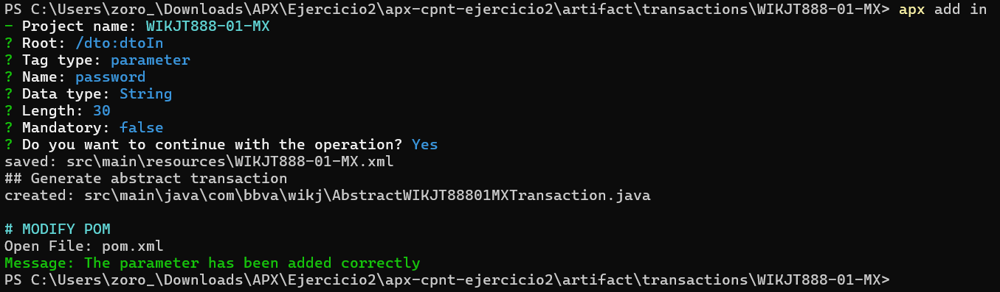 PS C:\Users\zoro_\Downloads\APX\Ejercicio2\apx-cpnt-ejercicio2\artifact\transactions\WIKJT888-01-MX> apx add in
- Project name: WIKJT888-01-MX
? Root: /dto:dtoIn
? Tag type: parameter
? Name: password
? Data type: String
? Length: 30
? Mandatory: false
? Do you want to continue with the operation? Yes
saved: src\main\resources\WIKJT888-01-MX.xml
## Generate abstract transaction
created: src\main\java\com\bbva\wikj\AbstractWIKJT88801MXTransaction.java
# MODIFY POM
Open File: pom.xml
Message: The parameter has been added correctly
PS C:\Users\zoro_\Downloads\APX\Ejercicio2\apx-cpnt-ejercicio2\artifact\transactions\WIKJT888-01-MX>